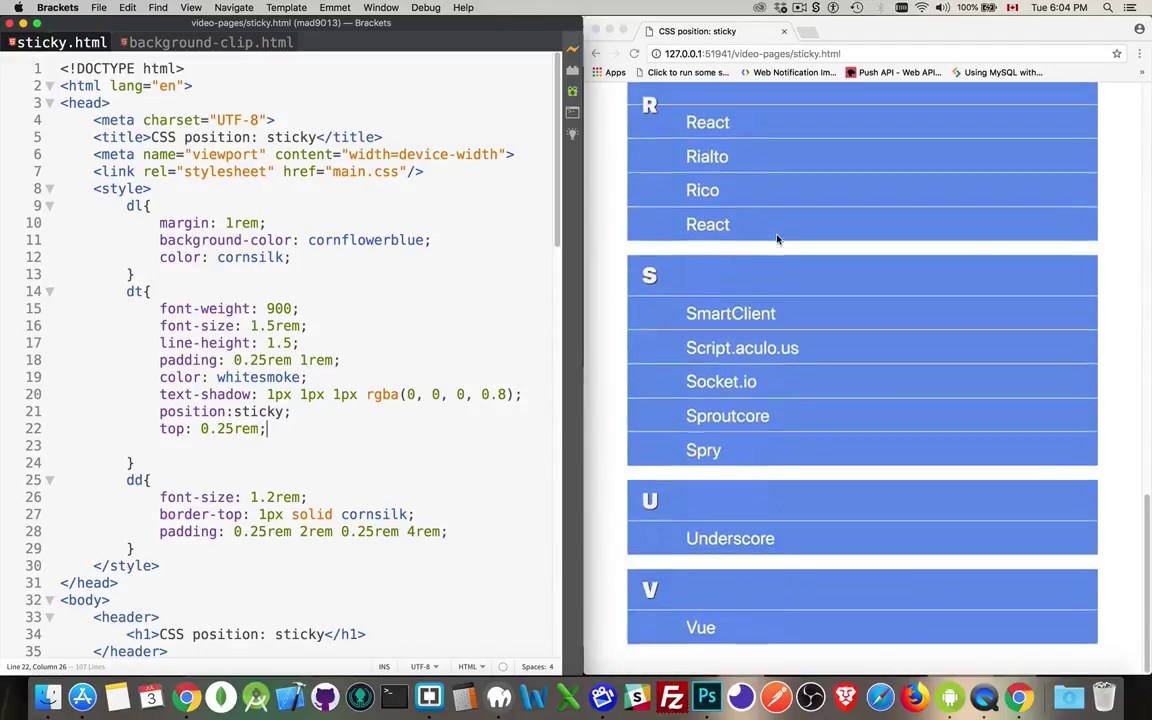 Brackets File Edit Find View Navigate Template Emmet Window Debug Help 100% Tue 6:04 PM
video-pages/sticky.html (mad9013) — Brackets
sticky.html background-clip.html
1 <!DOCTYPE html>
2 <html lang="en">
3 <head>
4 <meta charset="UTF-8">
5 <title>CSS position: sticky</title>
6 <meta name="viewport" content="width=device-width">
7 <link rel="stylesheet" href="main.css"/>
8 <style>
9 dl{
10 margin: 1rem;
11 background-color: cornflowerblue;
12 color: cornsilk;
13 }
14 dt{
15 font-weight: 900;
16 font-size: 1.5rem;
17 line-height: 1.5;
18 padding: 0.25rem 1rem;
19 color: whitesmoke;
20 text-shadow: 1px 1px 1px rgba(0, 0, 0, 0.8);
21 position:sticky;
22 top: 0.25rem;
23
24 }
25 dd{
26 font-size: 1.2rem;
27 border-top: 1px solid cornsilk;
28 padding: 0.25rem 2rem 0.25rem 4rem;
29 }
30 </style>
31 </head>
32 <body>
33 <header>
34 <h1>CSS position: sticky</h1>
35 </header>
Line 22, Column 26 — 107 Lines INS UTF-8 HTML Spaces: 4
CSS position: sticky
127.0.0.1:51941/video-pages/sticky.html
Apps Click to run some s... Web Notification Im... Push API - Web API... Using MySQL with... »
R
React
Rialto
Rico
React
S
SmartClient
Script.aculo.us
Socket.io
Sproutcore
Spry
U
Underscore
V
Vue